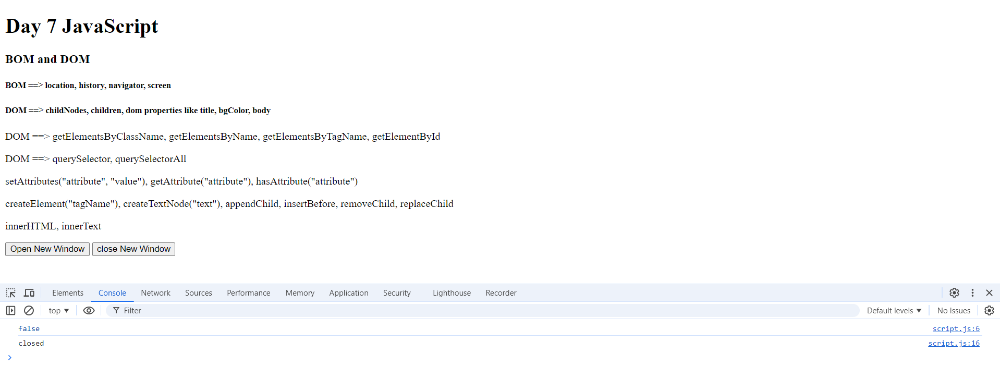 Day 7 JavaScript
BOM and DOM
BOM ==> location, history, navigator, screen
DOM ==> childNodes, children, dom properties like title, bgColor, body
DOM ==> getElementsByClassName, getElementsByName, getElementsByTagName, getElementById
DOM ==> querySelector, querySelectorAll
setAttributes("attribute", "value"), getAttribute("attribute"), hasAttribute("attribute")
createElement("tagName"), createTextNode("text"), appendChild, insertBefore, removeChild, replaceChild
innerHTML, innerText
Open New Window close New Window
Elements Console Network Sources Performance Memory Application Security Lighthouse Recorder
top Filter Default levels No Issues
false script.js:6
closed script.js:16